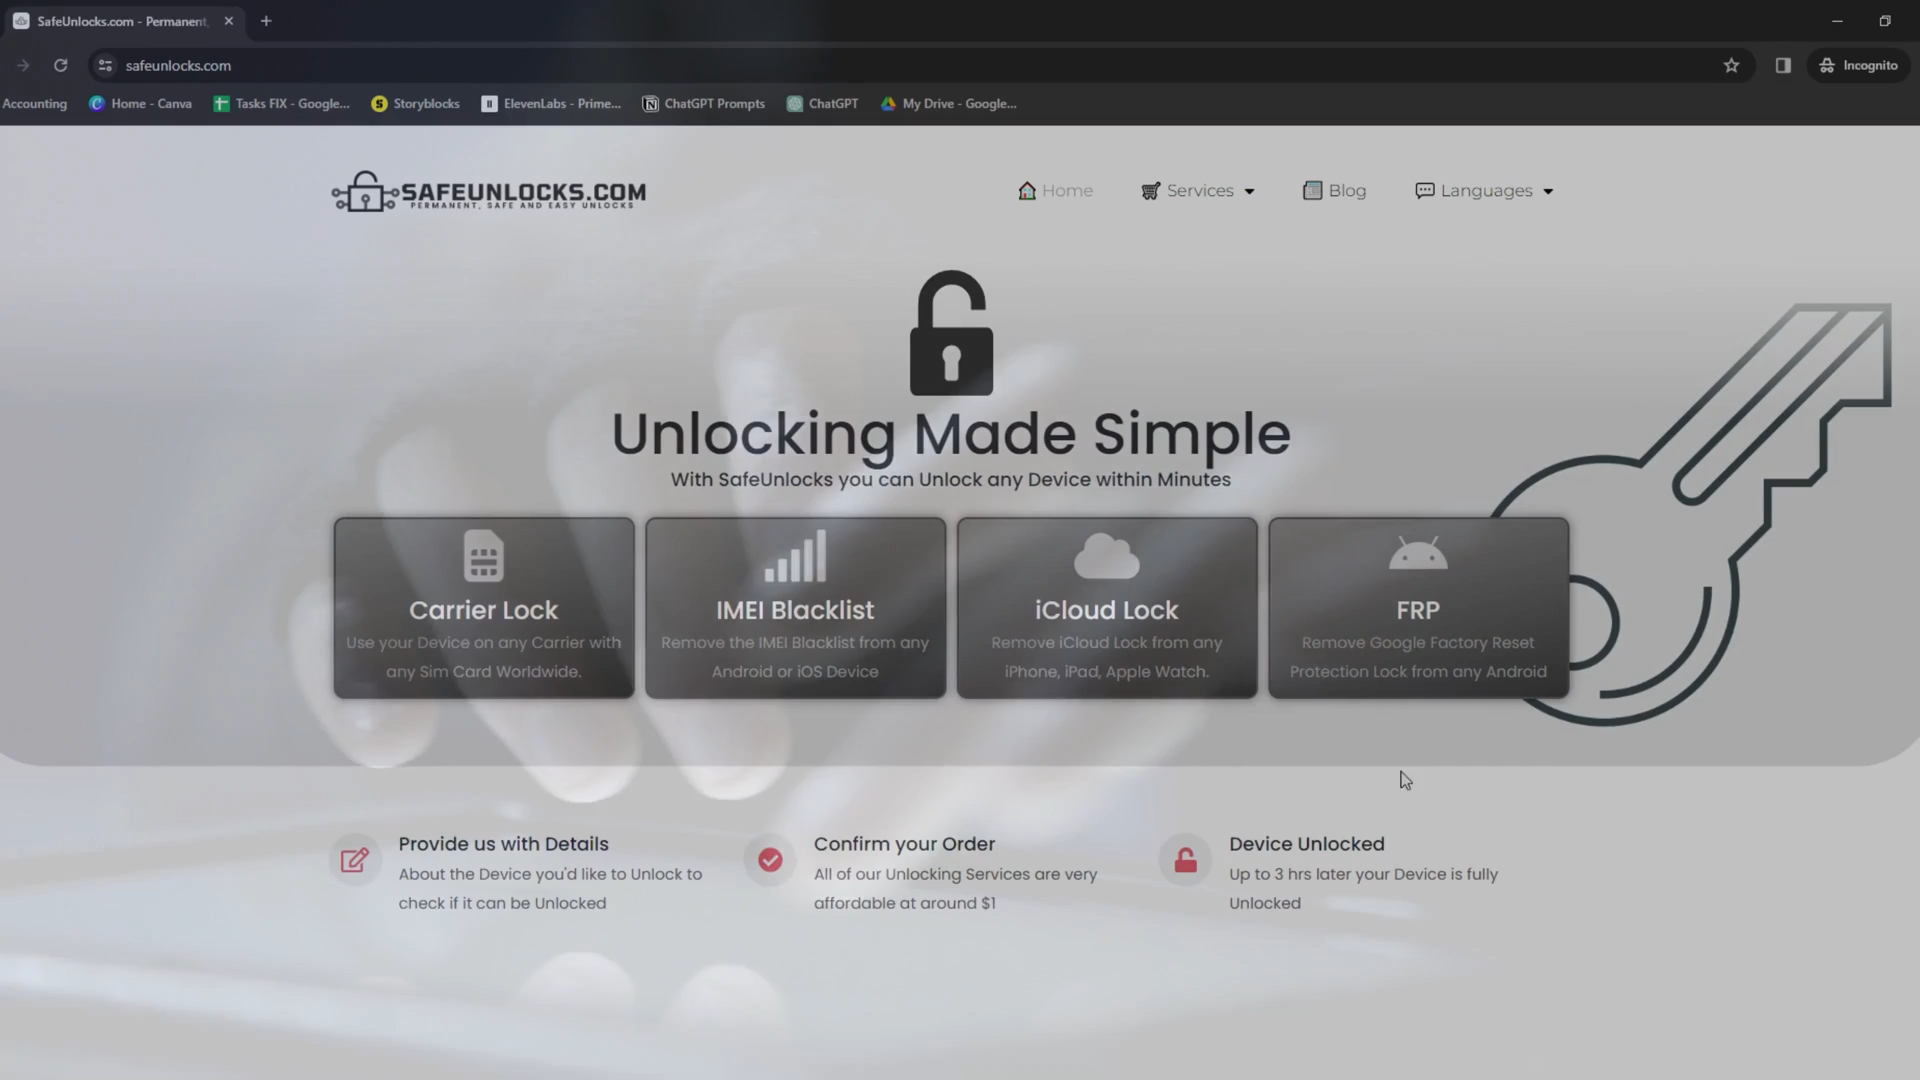 SafeUnlocks.com - Permanent,
safeunlocks.com
Incognito
Accounting
Home - Canva
Tasks FIX - Google...
Storyblocks
ElevenLabs - Prime...
ChatGPT Prompts
ChatGPT
My Drive - Google...
SAFEUNLOCKS.COM
PERMANENT, SAFE AND EASY UNLOCKS
Home
Services
Blog
Languages
Unlocking Made Simple
With SafeUnlocks you can Unlock any Device within Minutes
Carrier Lock
Use your Device on any Carrier with
any Sim Card Worldwide.
IMEI Blacklist
Remove the IMEI Blacklist from any
Android or iOS Device
iCloud Lock
Remove iCloud Lock from any
iPhone, iPad, Apple Watch.
FRP
Remove Google Factory Reset
Protection Lock from any Android
Provide us with Details
About the Device you'd like to Unlock to
check if it can be Unlocked
Confirm your Order
All of our Unlocking Services are very
affordable at around $1
Device Unlocked
Up to 3 hrs later your Device is fully
Unlocked